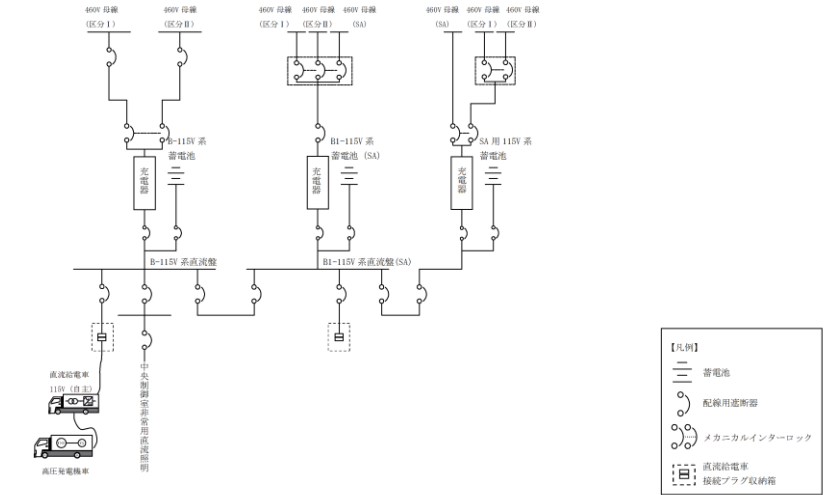 460V 母線
(区分Ⅰ)
460V 母線
(区分Ⅱ)
460V 母線
(区分Ⅰ)
460V 母線
(区分Ⅱ)
460V 母線
(SA)
460V 母線
(SA)
460V 母線
(区分Ⅰ)
460V 母線
(区分Ⅱ)
B-115V 系
蓄電池
充電器
B1-115V 系
蓄電池 (SA)
充電器
SA 用 115V 系
蓄電池
充電器
B-115V 系直流盤
B1-115V 系直流盤(SA)
中央制御室非常用直流照明
直流給電車
115V (自主)
高圧発電機車
【凡例】
蓄電池
配線用遮断器
メカニカルインターロック
直流給電車
接続プラグ収納箱